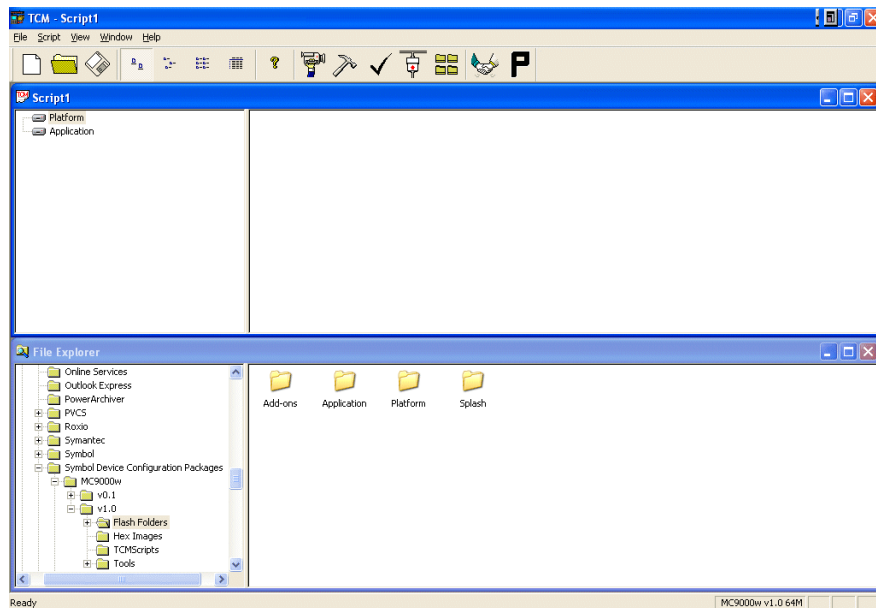 TCM - Script1
File Script View Window Help
Script1
Platform
Application
File Explorer
Online Services
Outlook Express
PowerArchiver
PVCS
Roxio
Symantec
Symbol
Symbol Device Configuration Packages
MC9000w
v0.1
v1.0
Flash Folders
Hex Images
TCMScripts
Tools
Add-ons Application Platform Splash
Ready MC9000w v1.0 64M